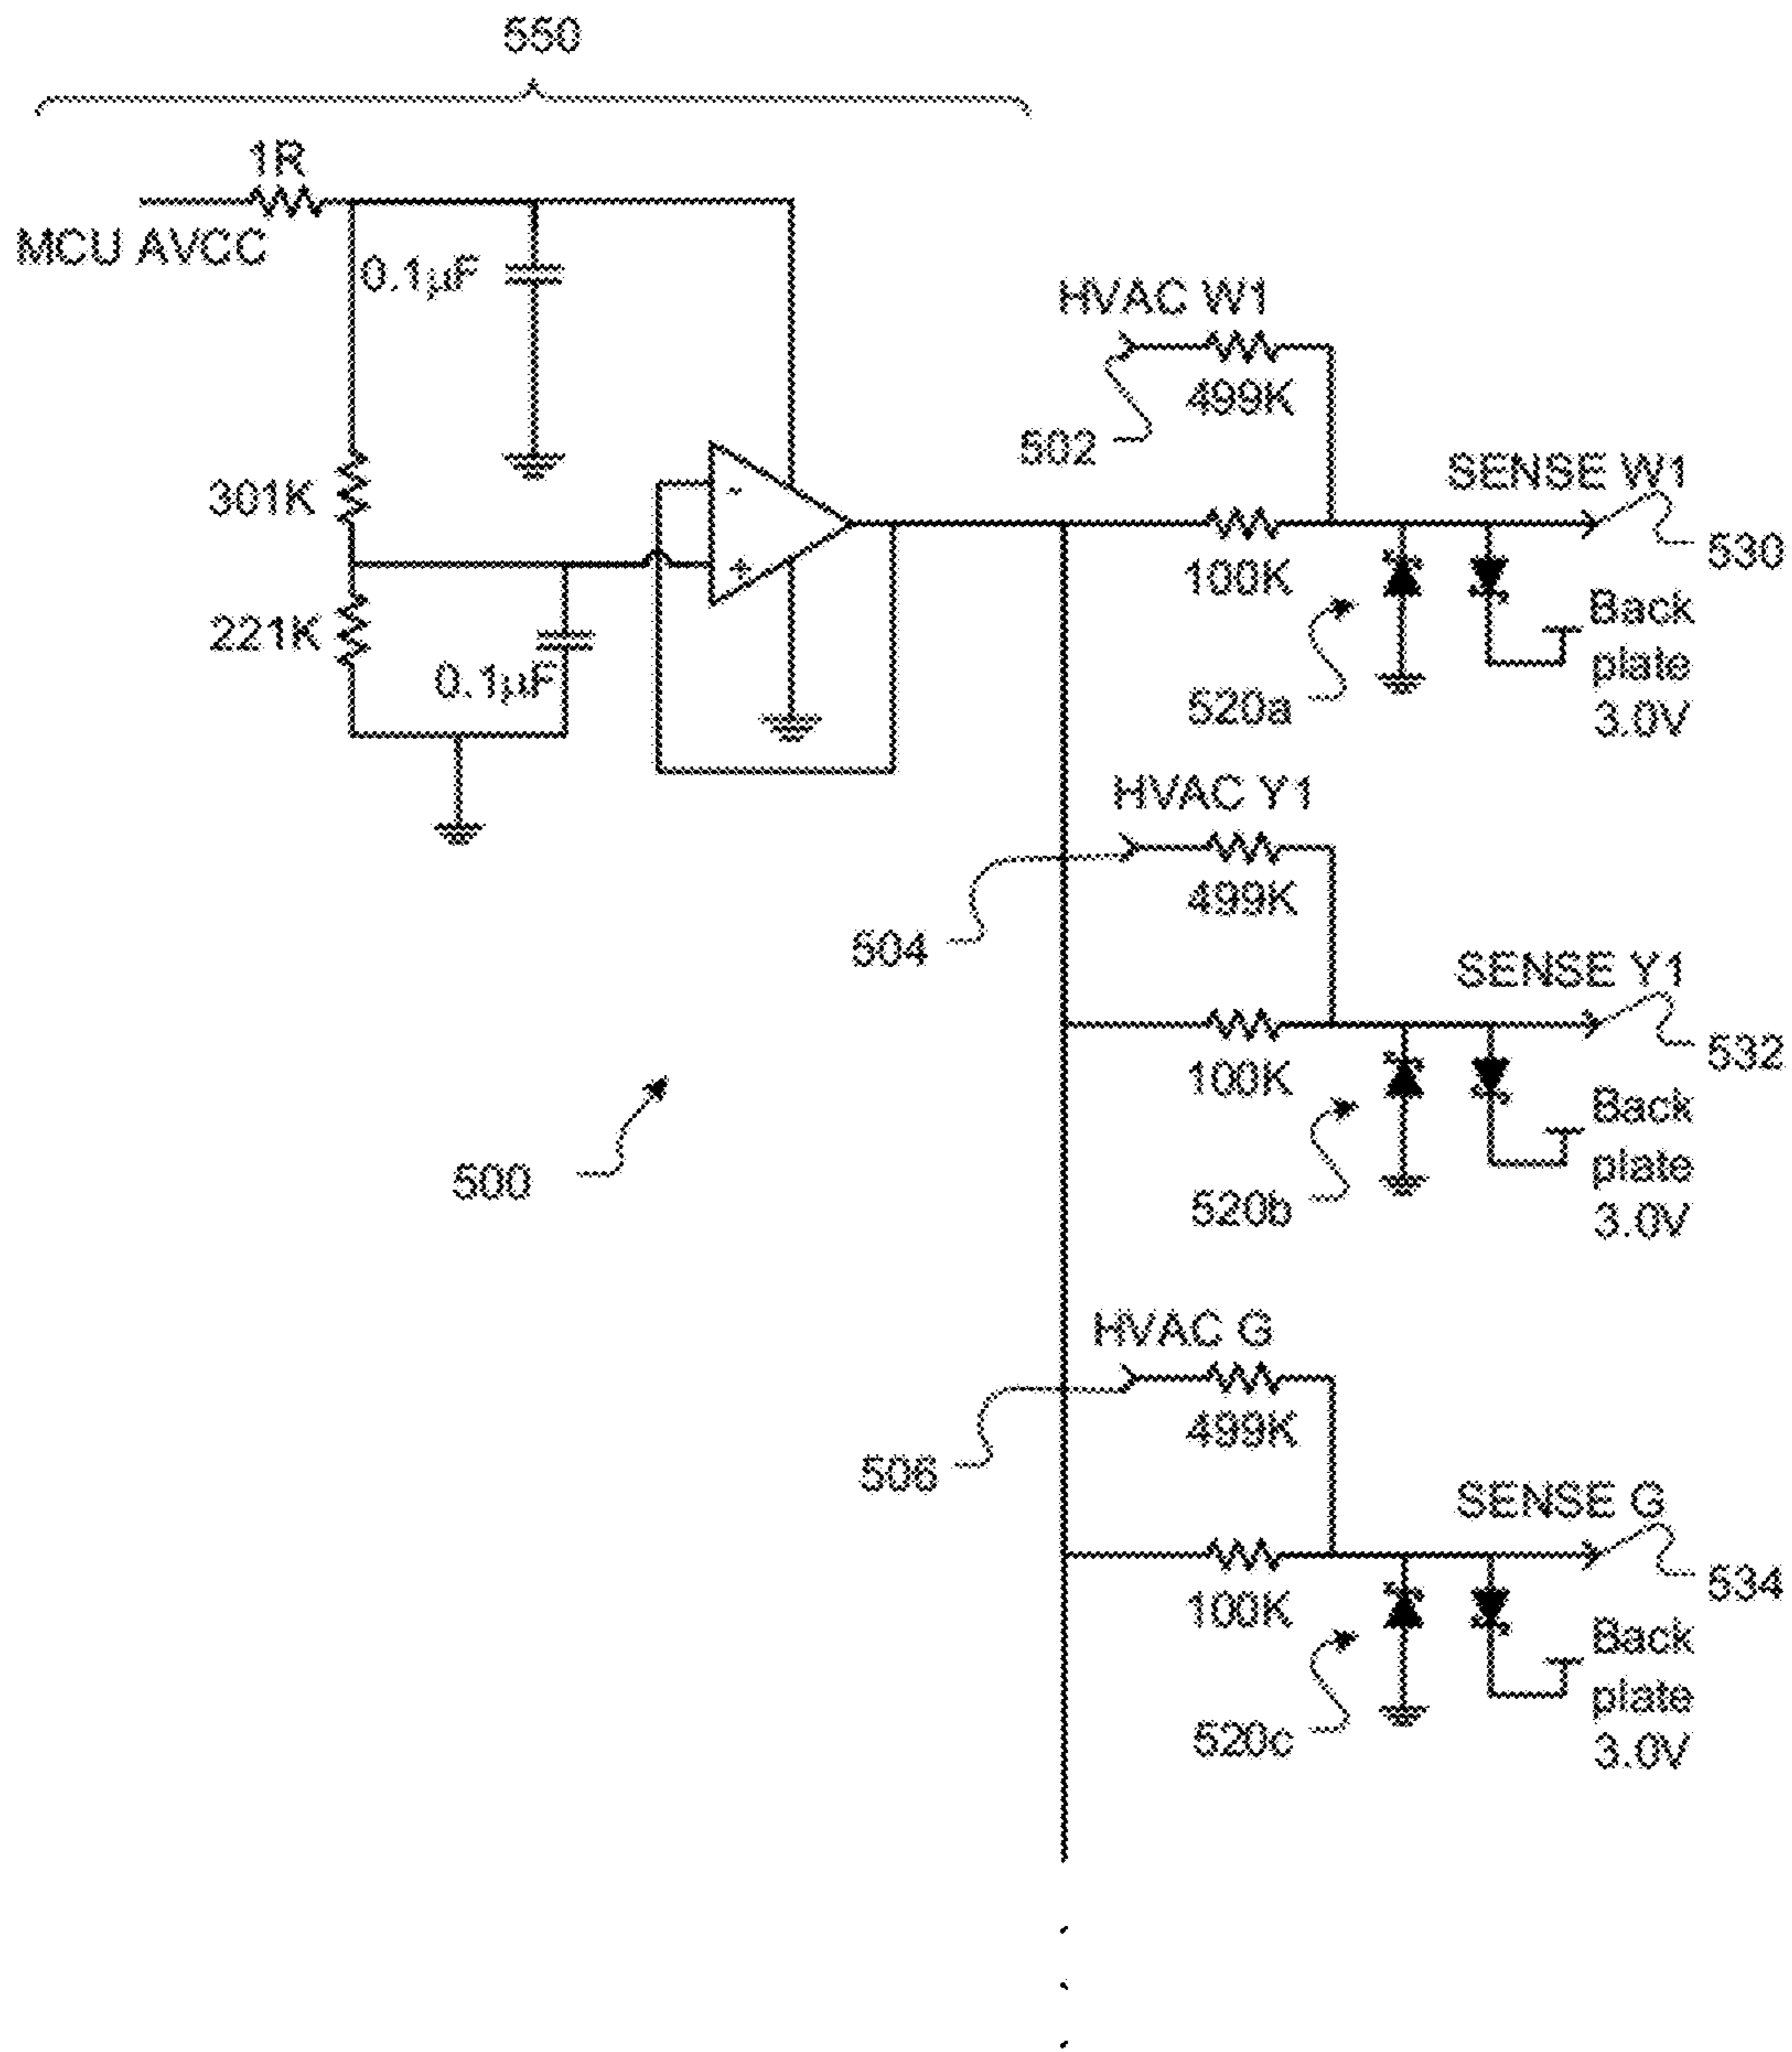 550
1R
MCU AVCC
0.1µF
301K
221K
0.1µF
-
+
HVAC W1
499K
502
SENSE W1
530
100K
520a
Back
plate
3.0V
HVAC Y1
499K
504
SENSE Y1
532
100K
520b
Back
plate
3.0V
500
HVAC G
499K
506
SENSE G
534
100K
520c
Back
plate
3.0V